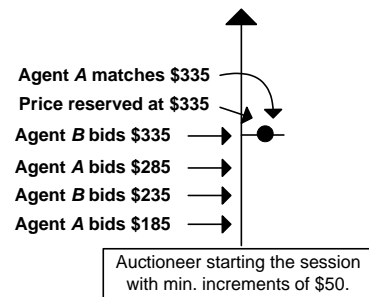 Agent A matches $335
Price reserved at $335
Agent B bids $335
Agent A bids $285
Agent B bids $235
Agent A bids $185
Auctioneer starting the session
with min. increments of $50.